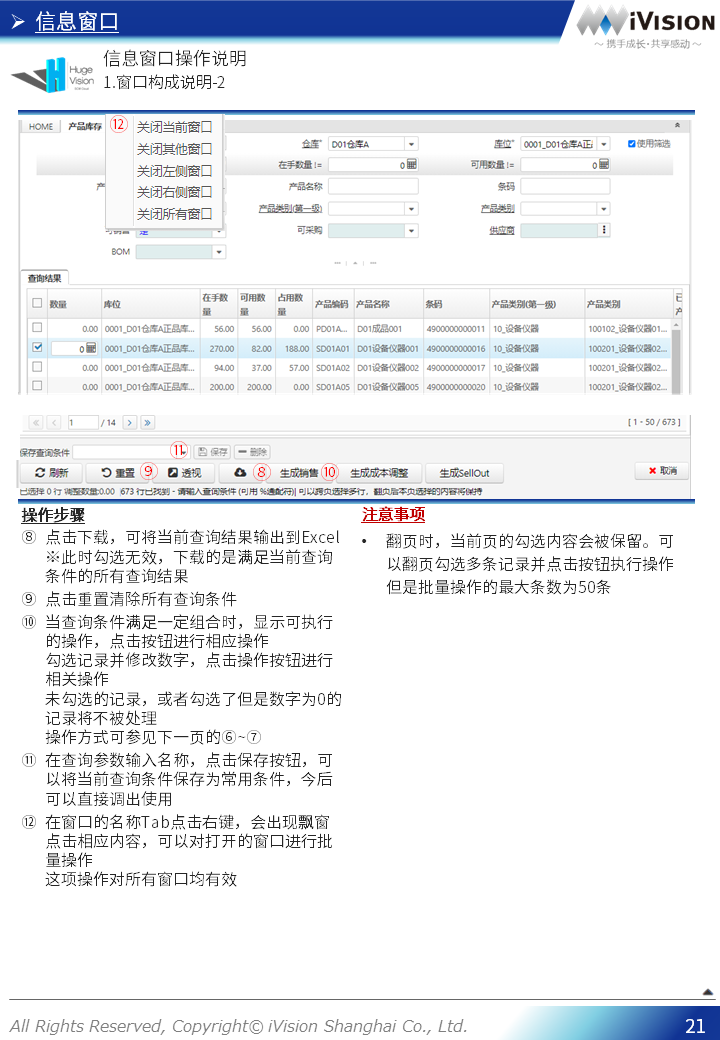 ➢ 信息窗口
iVISION
～ 携手成长·共享感动 ～
Huge
Vision
信息窗口操作说明
1.窗口构成说明-2
HOME 产品库存 ⑫
关闭当前窗口
关闭其他窗口
关闭左侧窗口
关闭右侧窗口
关闭所有窗口
仓库* D01仓库A 库位* 0001_D01仓库A正 使用筛选
在手数量 != 0 可用数量 != 0
产品名称 条码
产品类别(第一级) 产品类别
可销售 是 可采购 供应商
BOM
查询结果
数量 库位 在手数量 可用数量 占用数量 产品编码 产品名称 条码 产品类别(第一级) 产品类别
0.00 0001_D01仓库A正品库... 56.00 56.00 0.00 PD01A... D01成品001 4900000000011 10_设备仪器 100102_设备仪器01...
0 0001_D01仓库A正品库... 270.00 82.00 188.00 SD01A01 D01设备仪器001 4900000000016 10_设备仪器 100201_设备仪器02...
0.00 0001_D01仓库A正品库... 94.00 37.00 57.00 SD01A02 D01设备仪器002 4900000000017 10_设备仪器 100201_设备仪器02...
0.00 0001_D01仓库A正品库... 200.00 200.00 0.00 SD01A05 D01设备仪器005 4900000000020 10_设备仪器 100201_设备仪器02...
« ‹ 1 / 14 › » [ 1 - 50 / 673 ]
保存查询条件 ⑪ 保存 删除
刷新 重置 ⑨ 透视 ⑧ 生成销售 ⑩ 生成成本调整 生成SellOut 取消
已选择 0 行 调整数量:0.00 673 行已找到 - 请输入查询条件 (可用 %通配符)| 可以跨页选择多行，翻页后本页选择的内容将保持
操作步骤
⑧ 点击下载，可将当前查询结果输出到Excel
※此时勾选无效，下载的是满足当前查询
条件的所有查询结果
⑨ 点击重置清除所有查询条件
⑩ 当查询条件满足一定组合时，显示可执行
的操作，点击按钮进行相应操作
勾选记录并修改数字，点击操作按钮进行
相关操作
未勾选的记录，或者勾选了但是数字为0的
记录将不被处理
操作方式可参见下一页的⑥~⑦
⑪ 在查询参数输入名称，点击保存按钮，可
以将当前查询条件保存为常用条件，今后
可以直接调出使用
⑫ 在窗口的名称Tab点击右键，会出现飘窗
点击相应内容，可以对打开的窗口进行批
量操作
这项操作对所有窗口均有效
注意事项
• 翻页时，当前页的勾选内容会被保留。可
以翻页勾选多条记录并点击按钮执行操作
但是批量操作的最大条数为50条
All Rights Reserved, Copyright© iVision Shanghai Co., Ltd.
21